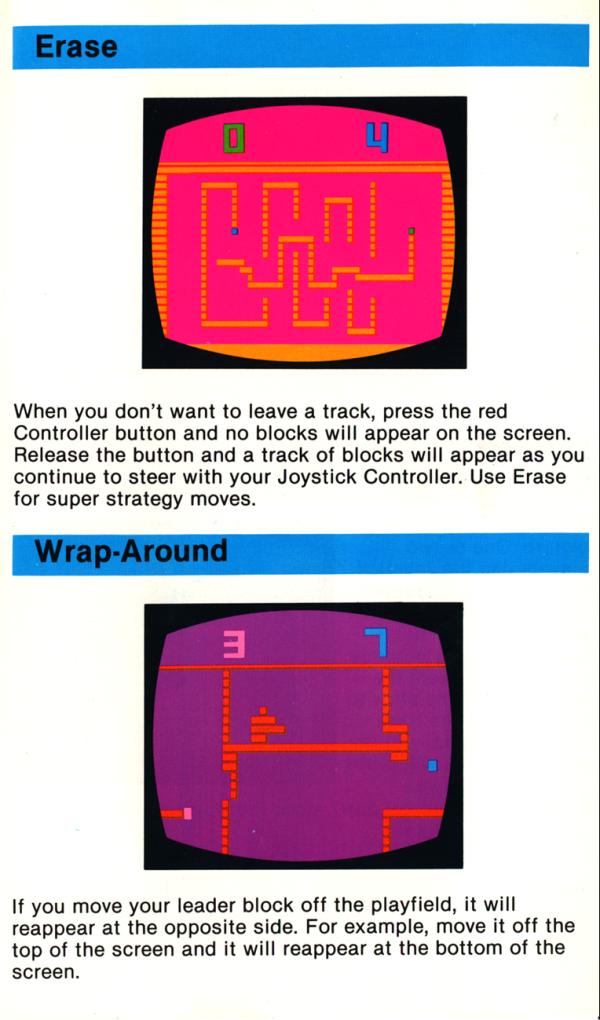 Erase
0 4
When you don't want to leave a track, press the red
Controller button and no blocks will appear on the screen.
Release the button and a track of blocks will appear as you
continue to steer with your Joystick Controller. Use Erase
for super strategy moves.
Wrap-Around
3 7
If you move your leader block off the playfield, it will
reappear at the opposite side. For example, move it off the
top of the screen and it will reappear at the bottom of the
screen.